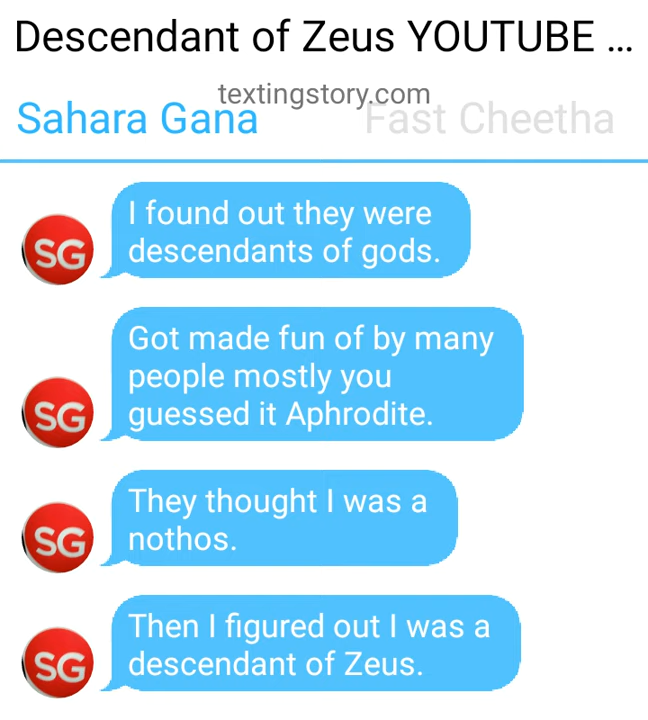 Descendant of Zeus YOUTUBE ...
textingstory.com
Sahara Gana
Fast Cheetha
I found out they were
descendants of gods.
SG
Got made fun of by many
people mostly you
guessed it Aphrodite.
SG
They thought I was a
nothos.
SG
Then I figured out I was a
descendant of Zeus.
SG